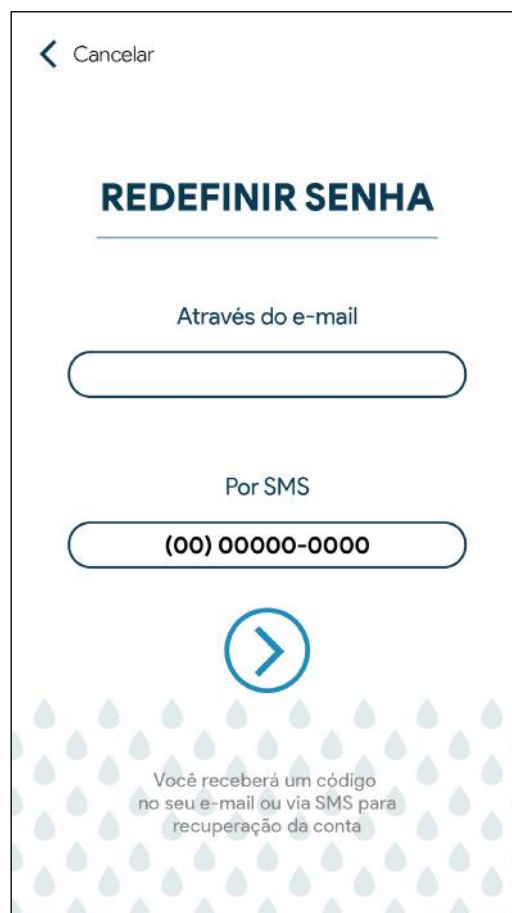 Cancelar
REDEFINIR SENHA
Através do e-mail
Por SMS
(00) 00000-0000
Você receberá um código
no seu e-mail ou via SMS para
recuperação da conta